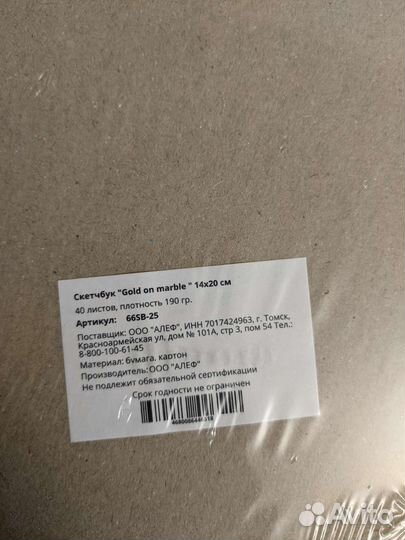 Скетчбук "Gold on marble " 14x20 см
40 листов, плотность 190 гр.
Артикул: 66SB-25
Поставщик: ООО "АЛЕФ", ИНН 7017424963, г. Томск,
Красноармейская ул, дом № 101А, стр 3, пом 54 Тел.:
8-800-100-61-45
Материал: бумага, картон
Производитель:ООО "АЛЕФ"
Не подлежит обязательной сертификации
Срок годности не ограничен
Avito